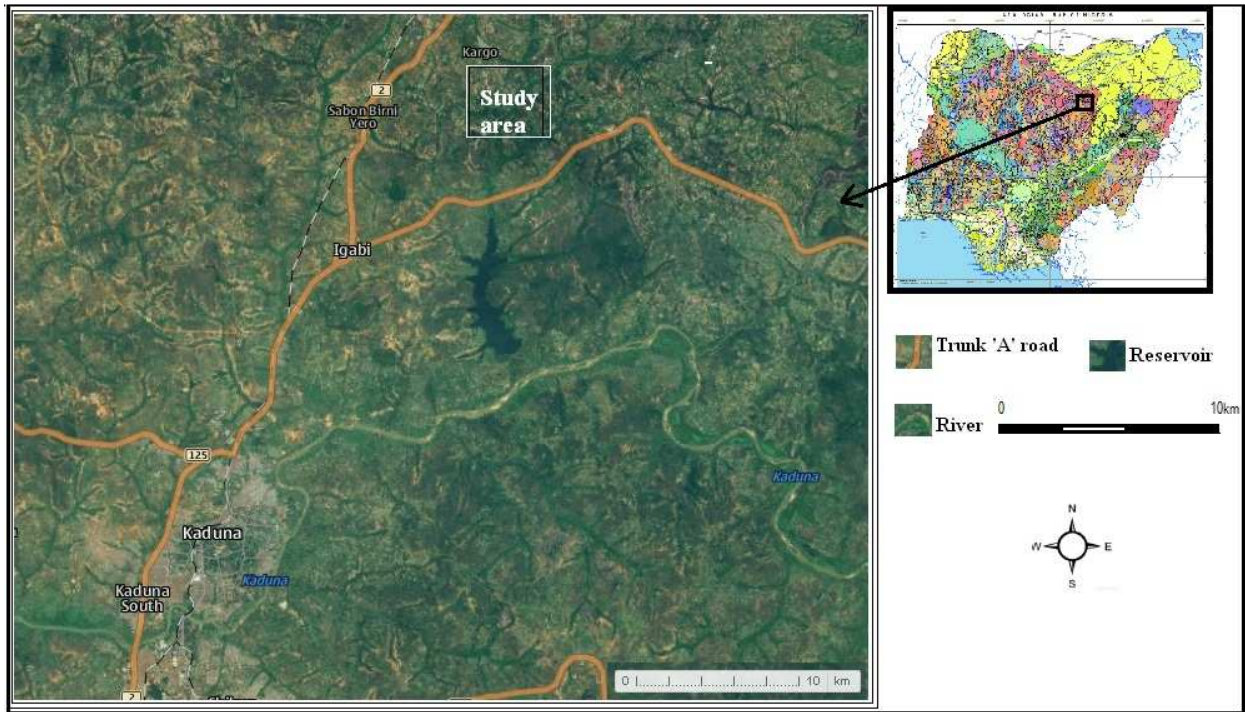 Kargo
2
Sabon Birni
Yero
Study
area
Igabi
125
Kaduna
Kaduna
Kaduna
Kaduna
South
2
0 10 km
Trunk 'A' road
Reservoir
River
0 10km
N
W E
S